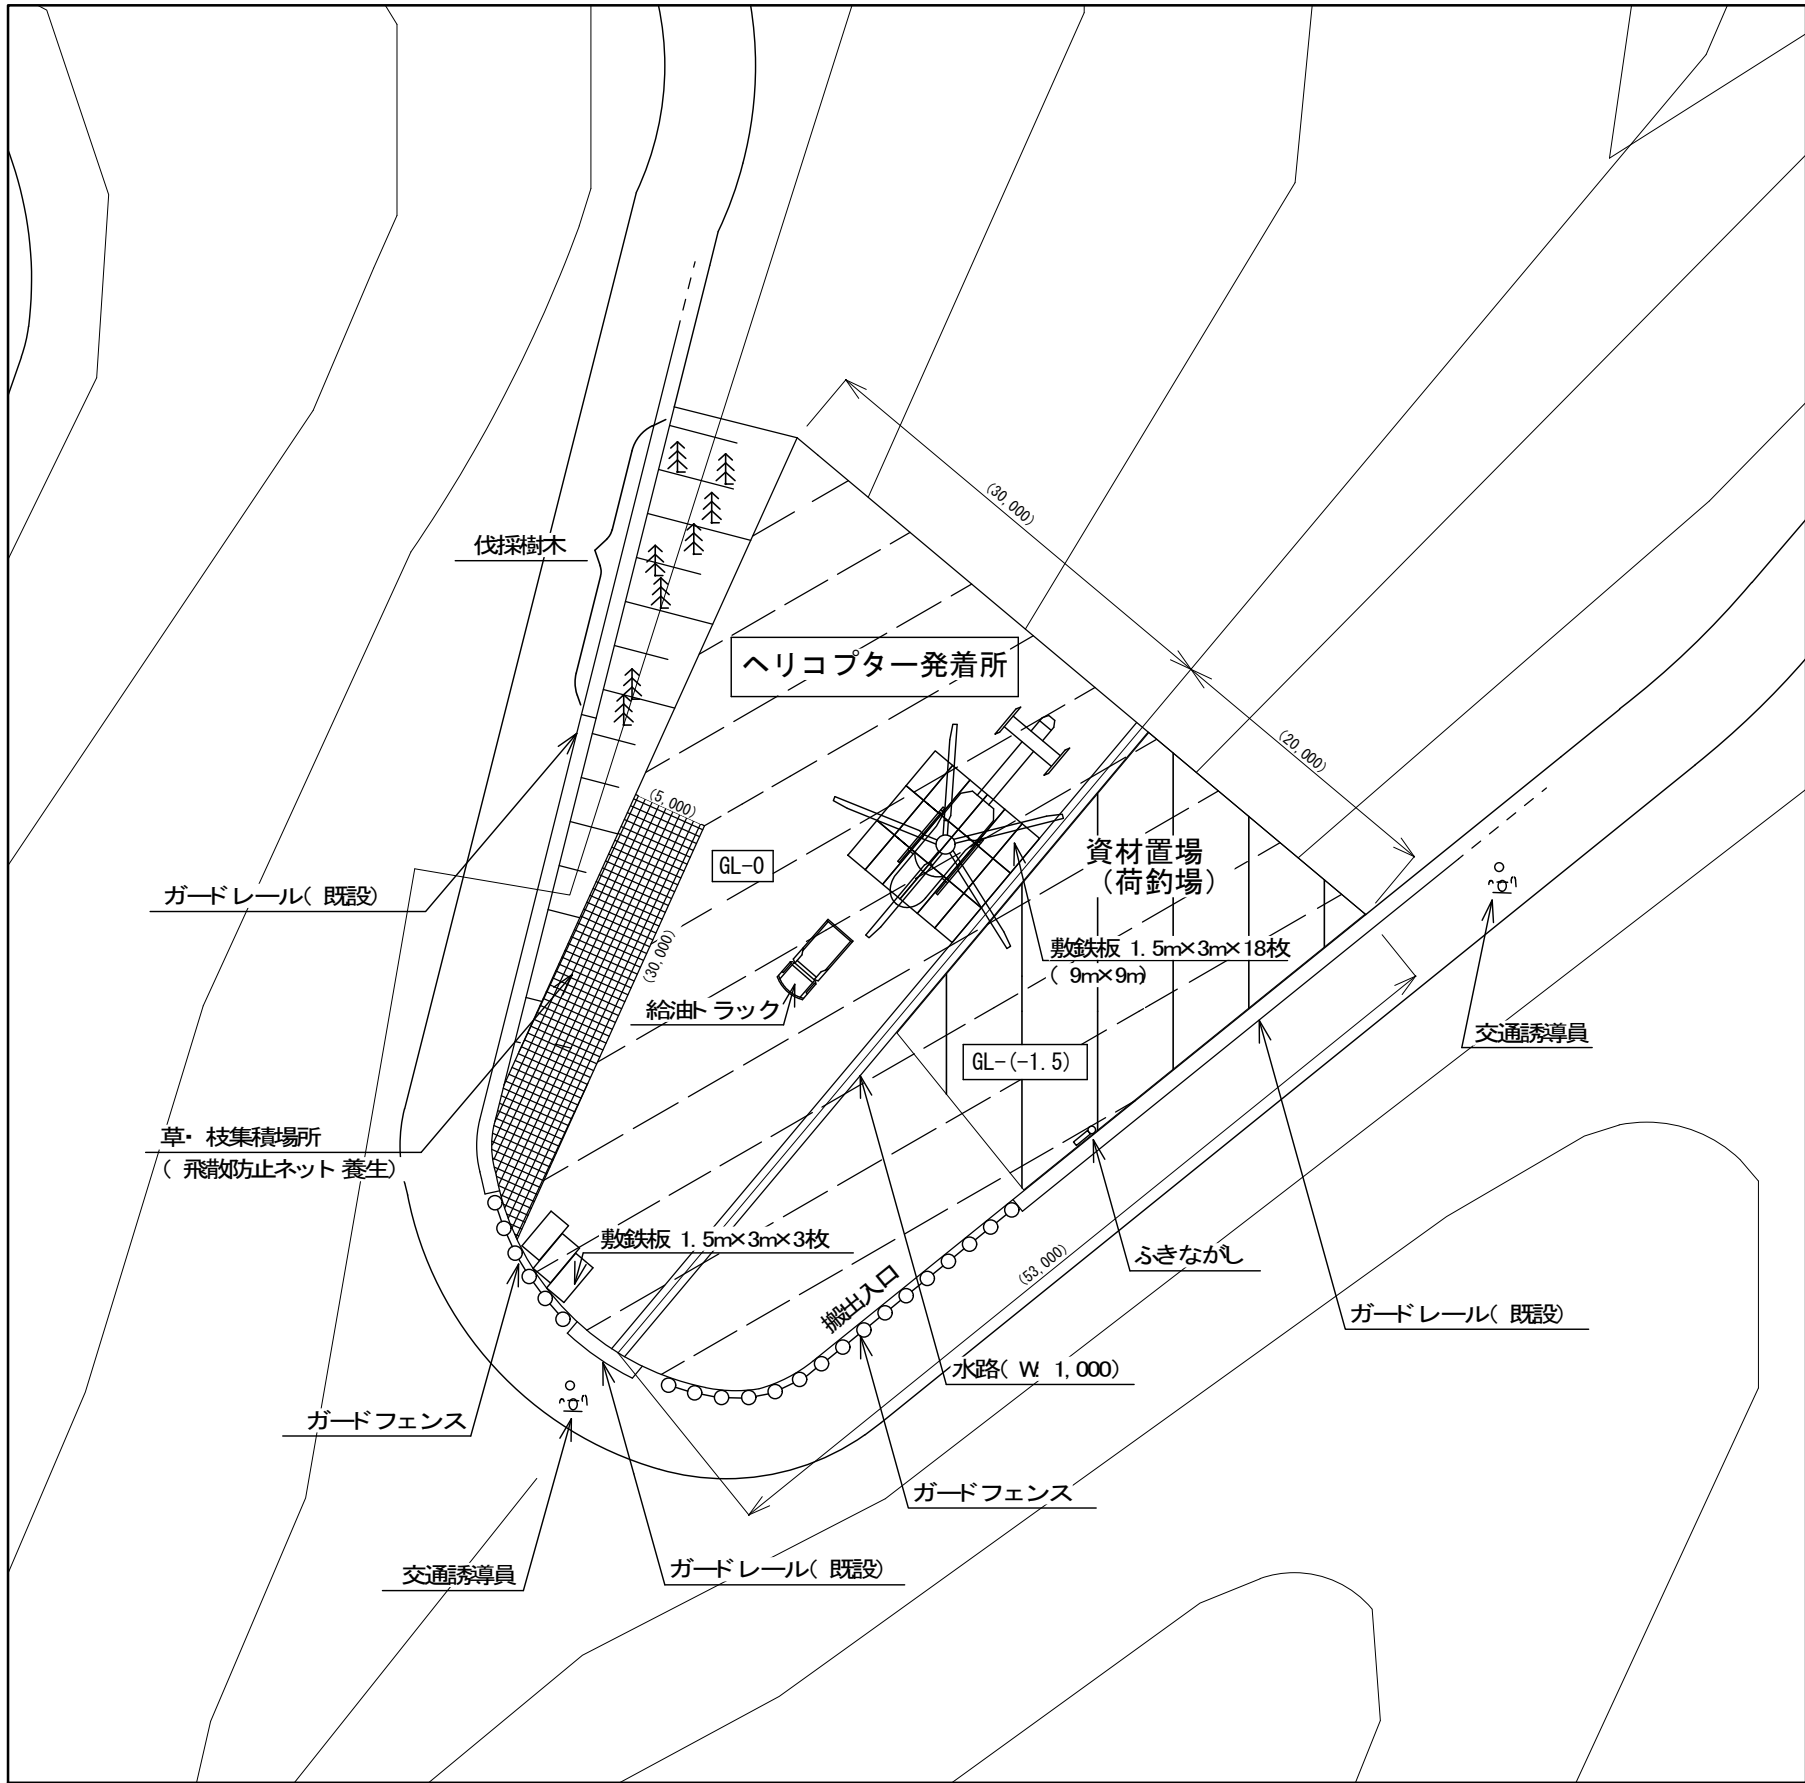 (30,000)
伐採樹木
ヘリコプター発着所
(20,000)
(5,000)
GL-0
資材置場
(荷釣場)
ガードレール(既設)
(30,000)
敷鉄板 1.5m×3m×18枚
(9m×9m)
給油トラック
交通誘導員
GL-(-1.5)
草・枝集積場所
(飛散防止ネット養生)
敷鉄板 1.5m×3m×3枚
ふきながし
(53,000)
搬出入口
ガードレール(既設)
水路(W 1,000)
ガードフェンス
ガードフェンス
交通誘導員
ガードレール(既設)